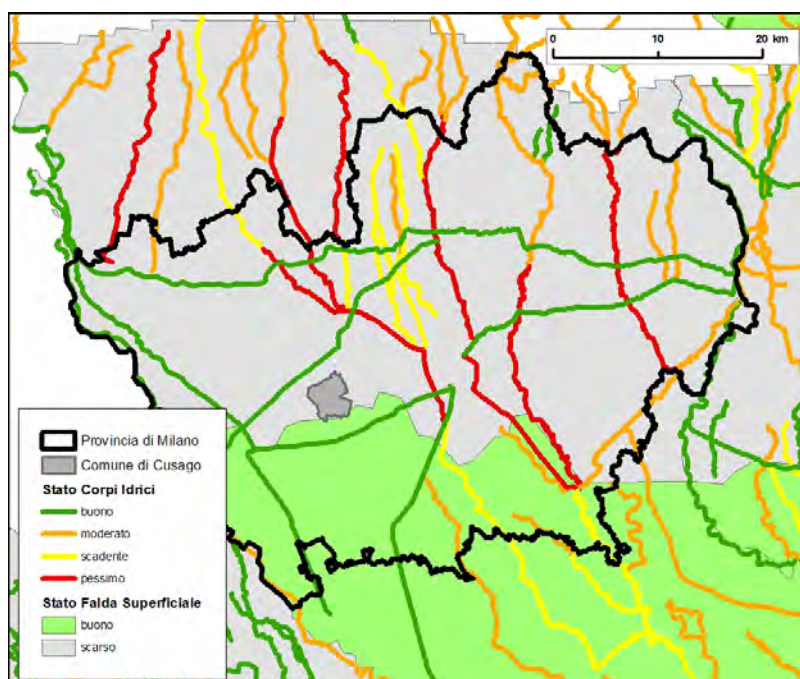 0 10 20 km
Provincia di Milano
Comune di Cusago
Stato Corpi Idrici
buono
moderato
scadente
pessimo
Stato Falda Superficiale
buono
scarso